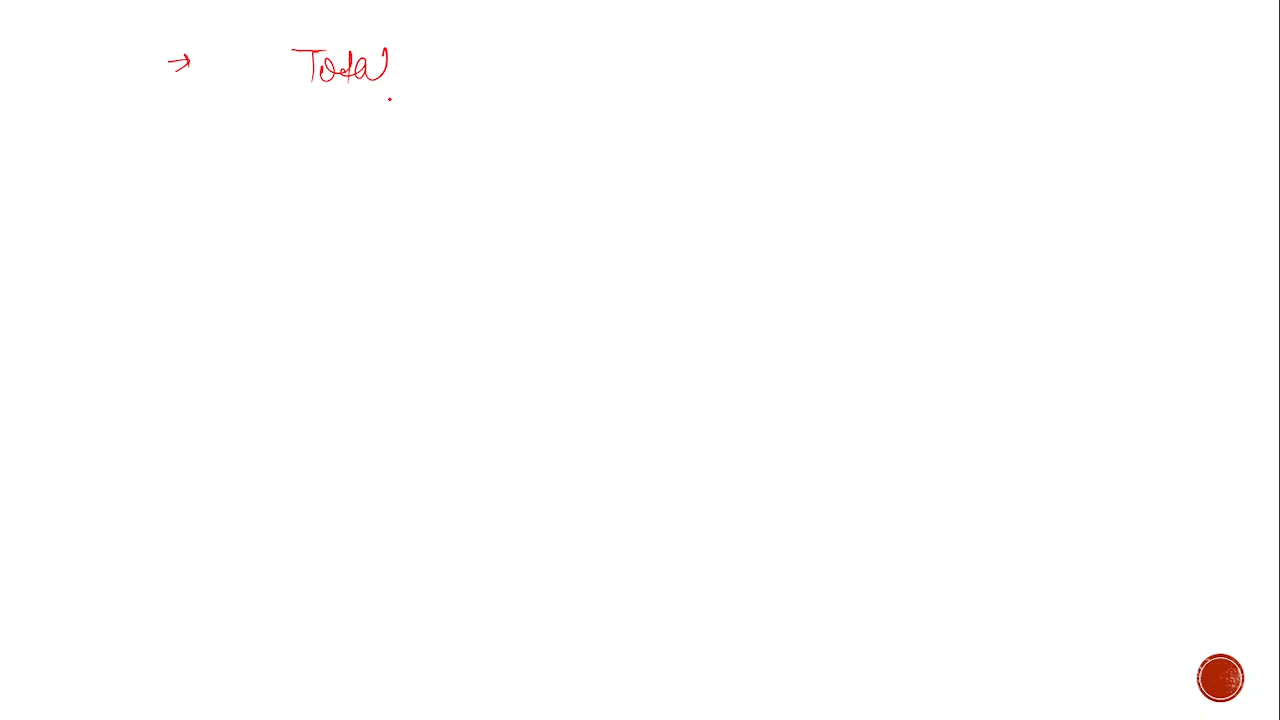 → Total